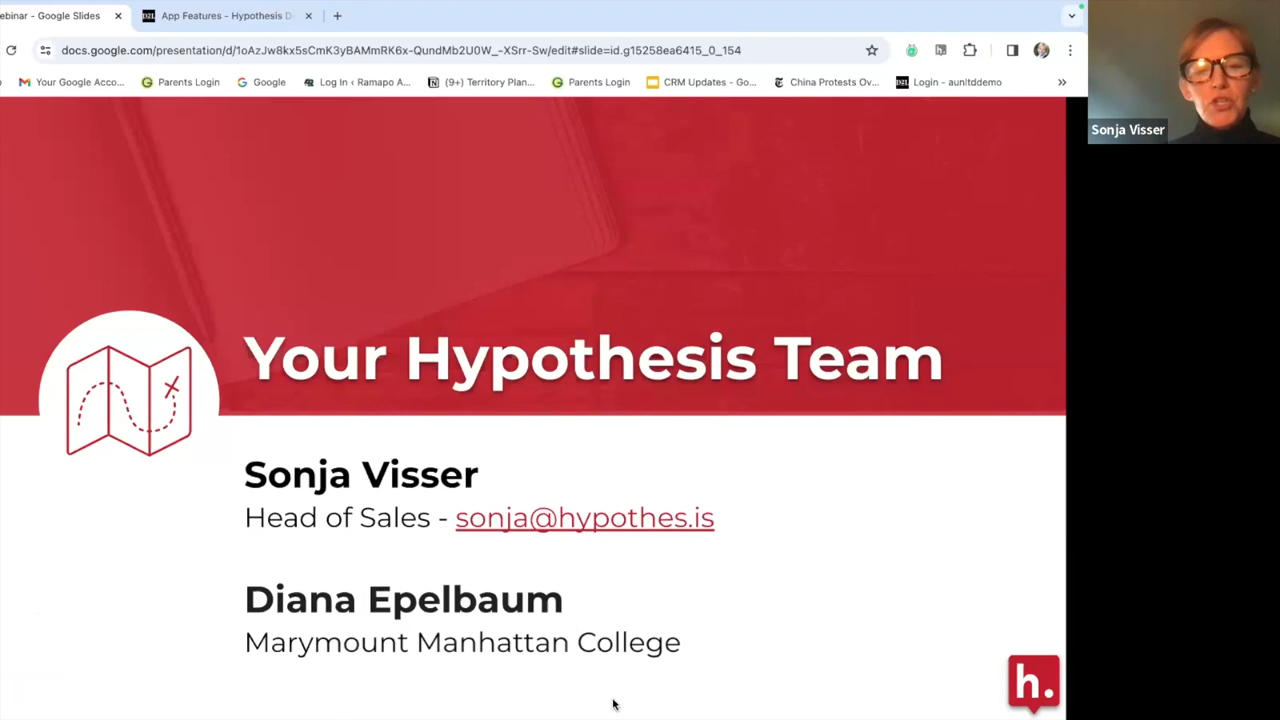 ebinar - Google Slides
App Features - Hypothesis D
docs.google.com/presentation/d/1oAzJw8kx5sCmK3yBAMmRK6x-QundMb2U0W_-XSrr-Sw/edit#slide=id.g15258ea6415_0_154
Your Google Acco...
Parents Login
Google
Log In ‹ Ramapo A...
(9+) Territory Plan...
Parents Login
CRM Updates - Go...
China Protests Ov...
Login - aunltddemo
Sonja Visser
Your Hypothesis Team
Sonja Visser
Head of Sales - sonja@hypothes.is
Diana Epelbaum
Marymount Manhattan College
h.